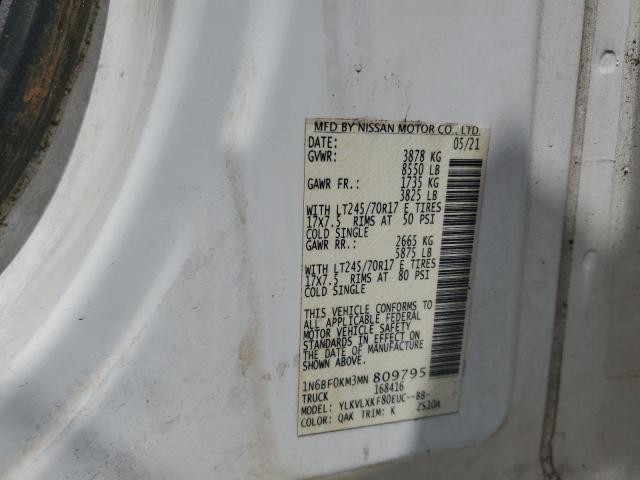 MFD BY NISSAN MOTOR CO., LTD.
DATE: 05/21
GVWR: 3878 KG
8550 LB
GAWR FR.: 1735 KG
3825 LB
WITH LT245/70R17 E TIRES
17X7.5 RIMS AT 50 PSI
COLD SINGLE
GAWR RR.: 2665 KG
5875 LB
WITH LT245/70R17 E TIRES
17X7.5 RIMS AT 80 PSI
COLD SINGLE
THIS VEHICLE CONFORMS TO
ALL APPLICABLE FEDERAL
MOTOR VEHICLE SAFETY
STANDARDS IN EFFECT ON
THE DATE OF MANUFACTURE
SHOWN ABOVE.
1N6BF0KM3MN 809795
TRUCK 168416
MODEL: YLKVLXKF80EUC--BB-
COLOR: QAK TRIM: K ZS10A